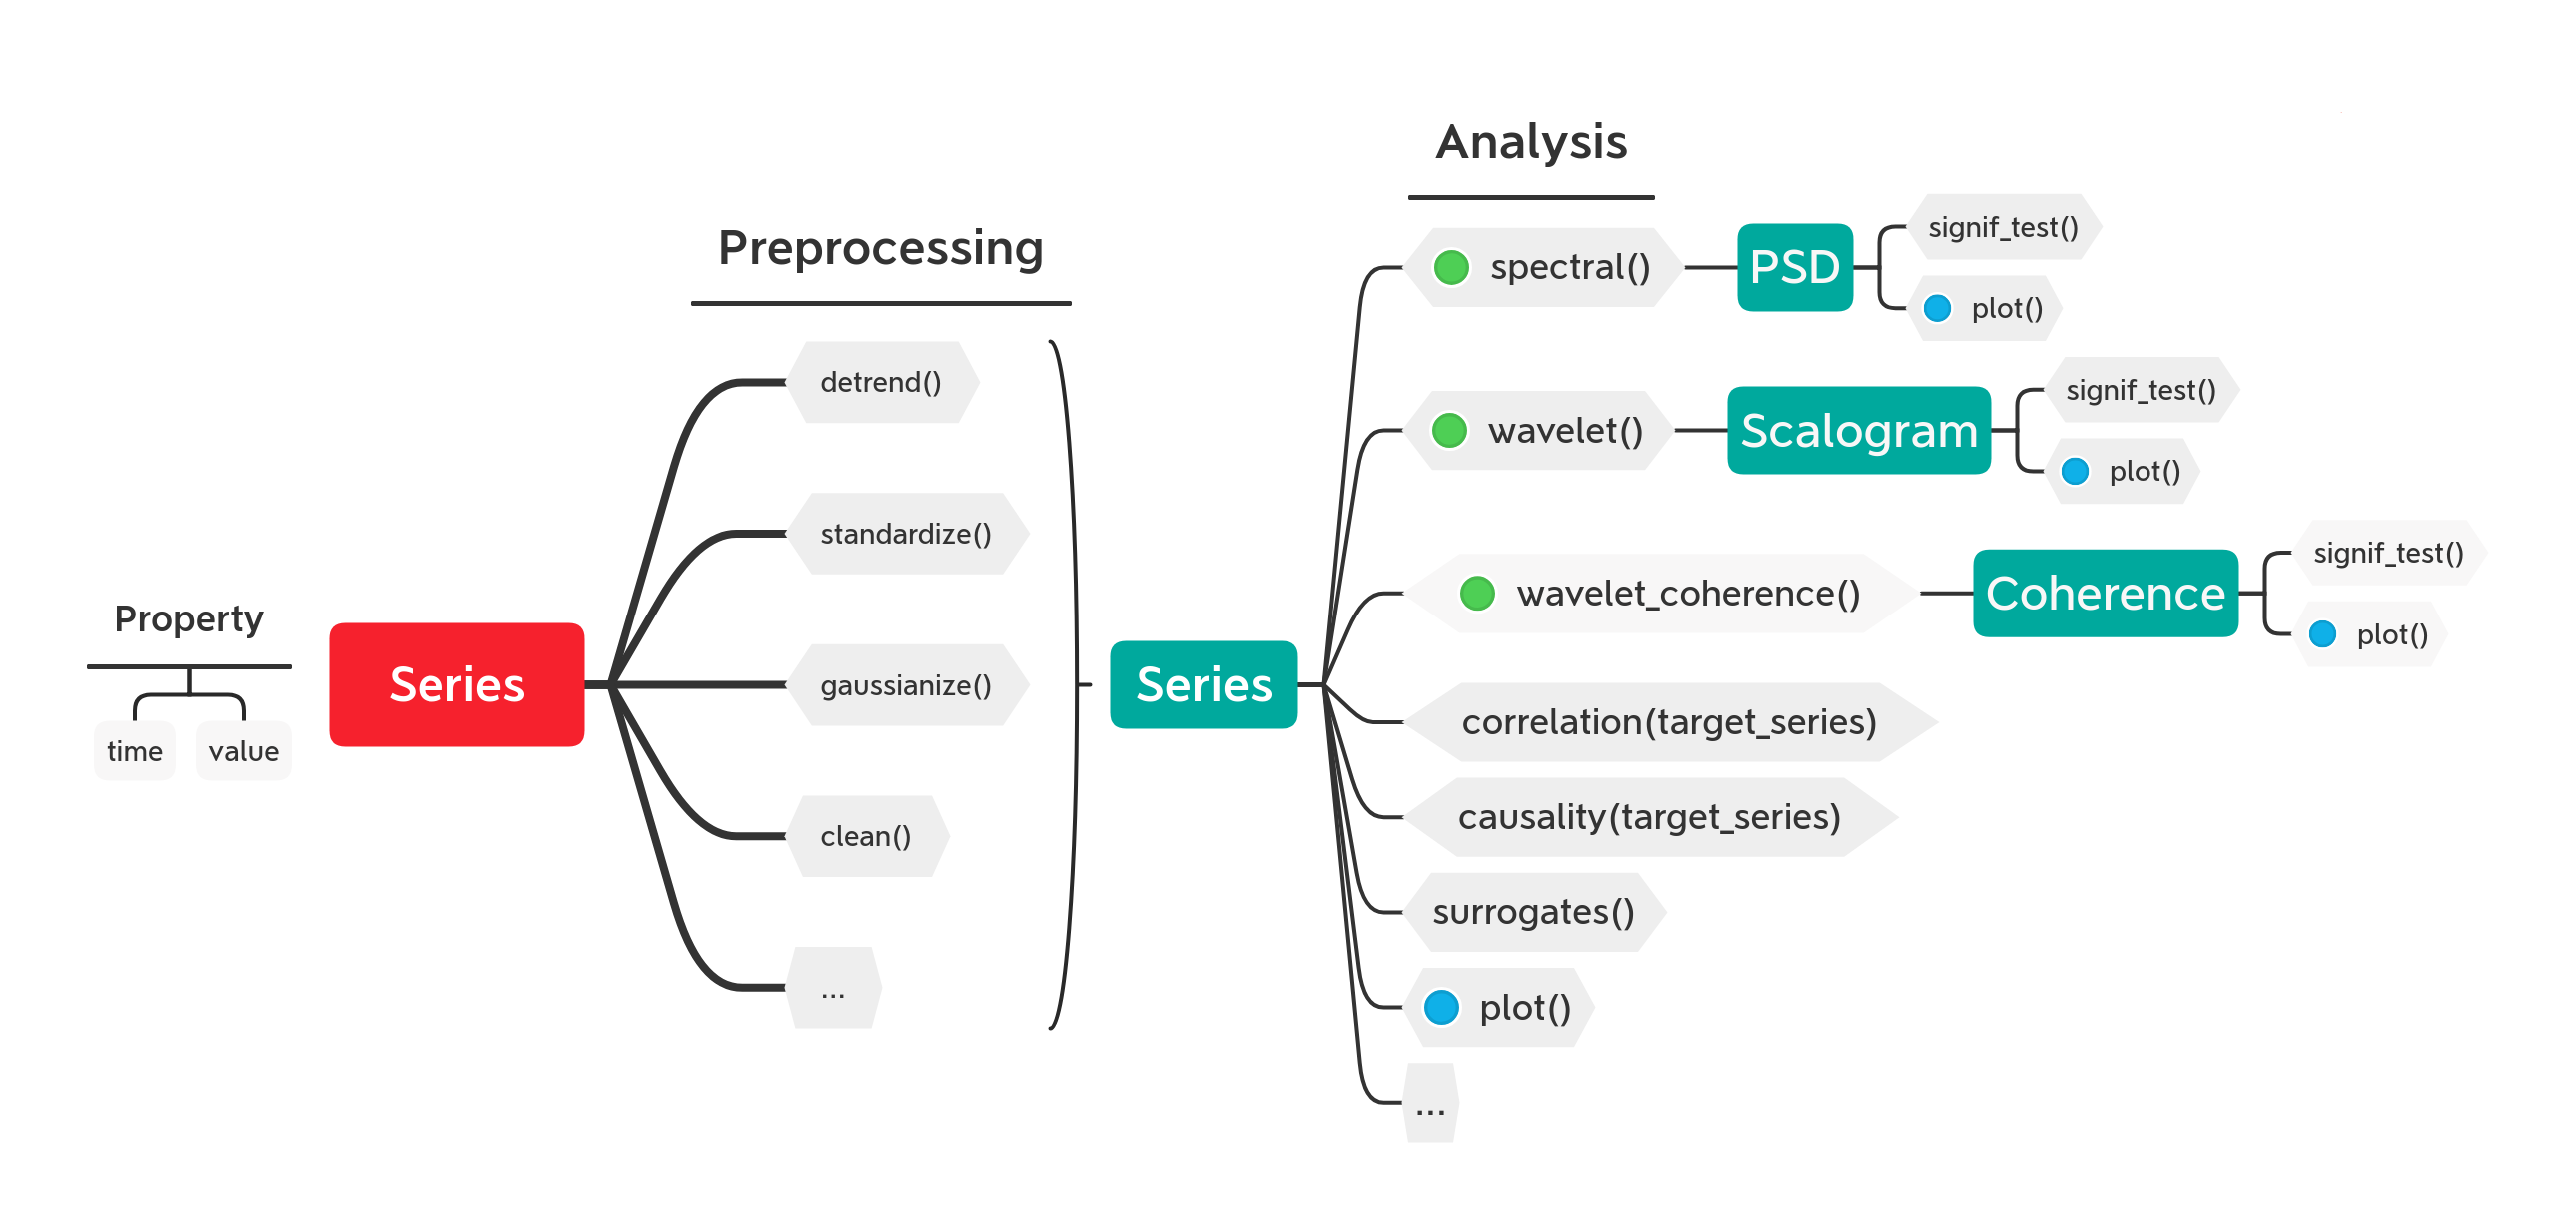 Property
time
value
Series
Preprocessing
detrend()
standardize()
gaussianize()
clean()
...
Series
Analysis
spectral()
PSD
signif_test()
plot()
wavelet()
Scalogram
signif_test()
plot()
wavelet_coherence()
Coherence
signif_test()
plot()
correlation(target_series)
causality(target_series)
surrogates()
plot()
...